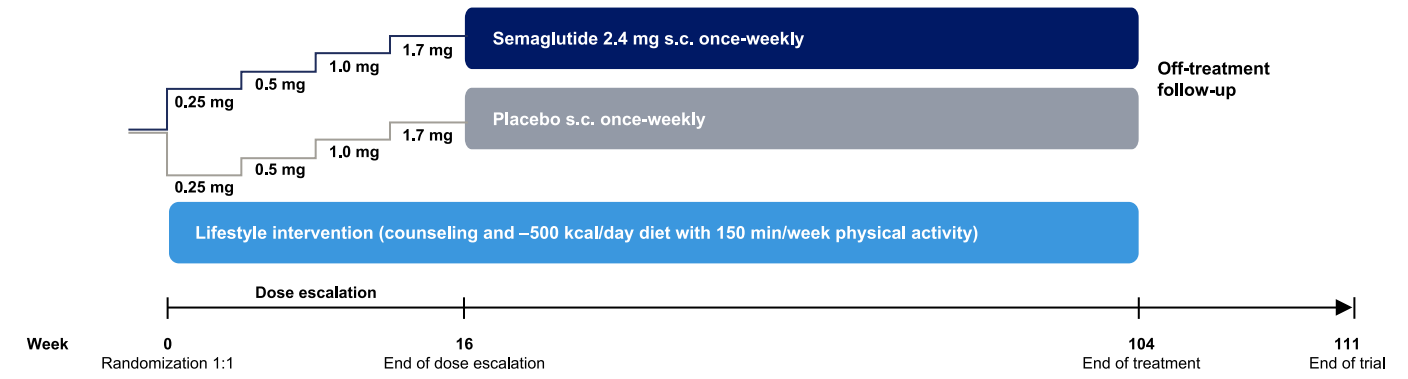 Semaglutide 2.4 mg s.c. once-weekly
1.7 mg
1.0 mg
0.5 mg
0.25 mg
Off-treatment
follow-up
Placebo s.c. once-weekly
1.7 mg
1.0 mg
0.5 mg
0.25 mg
Lifestyle intervention (counseling and –500 kcal/day diet with 150 min/week physical activity)
Dose escalation
Week 0 16 104 111
Randomization 1:1 End of dose escalation End of treatment End of trial